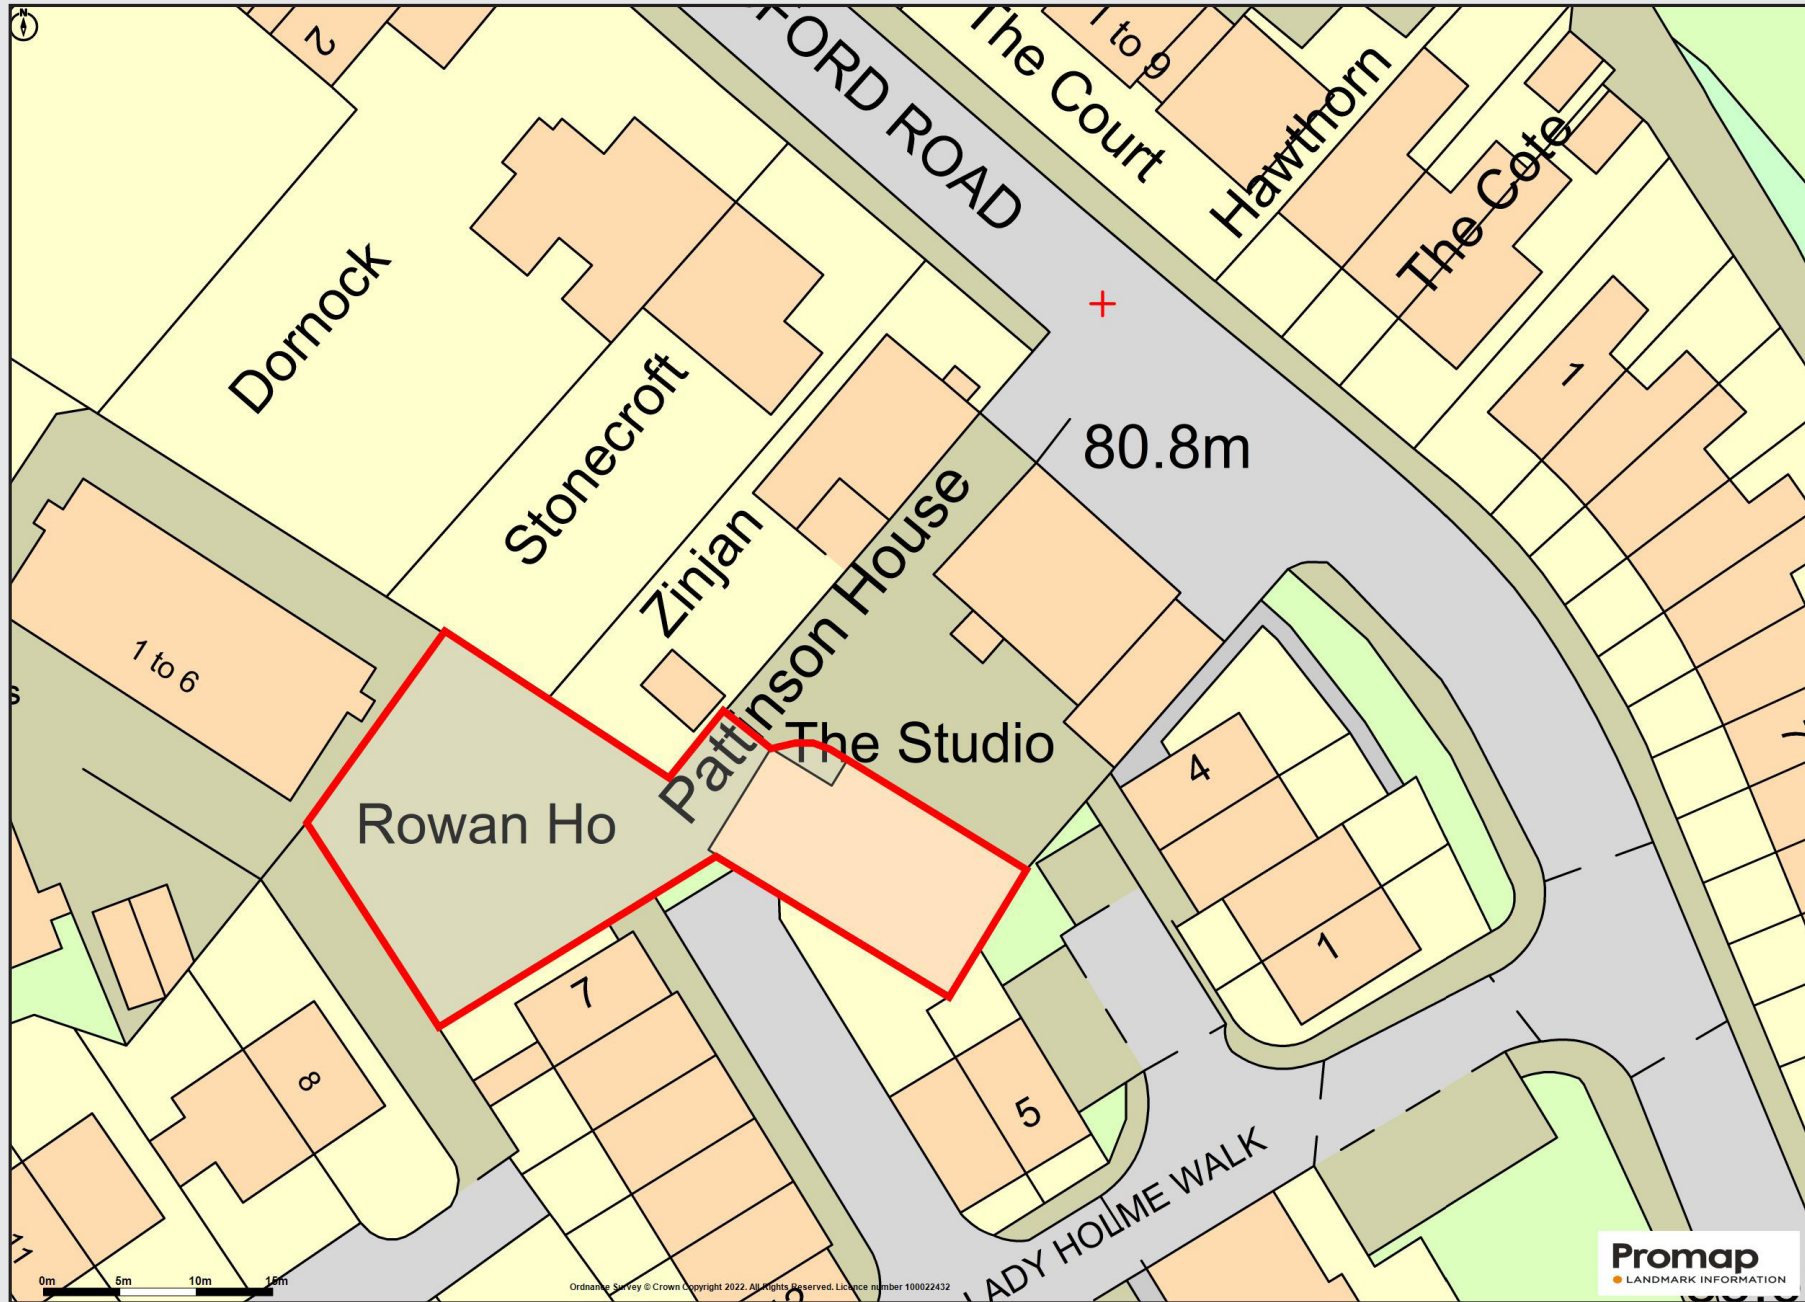 N
2
FORD ROAD
The Court
1 to 9
Hawthorn
The Cote
1
Dornock
Stonecroft
Zinjan
Pattinson House
80.8m
1 to 6
s
Rowan Ho
The Studio
4
1
7
8
5
11
LADY HOLME WALK
0m 5m 10m 15m
Ordnance Survey © Crown Copyright 2022. All Rights Reserved. Licence number 100022432
Promap
LANDMARK INFORMATION